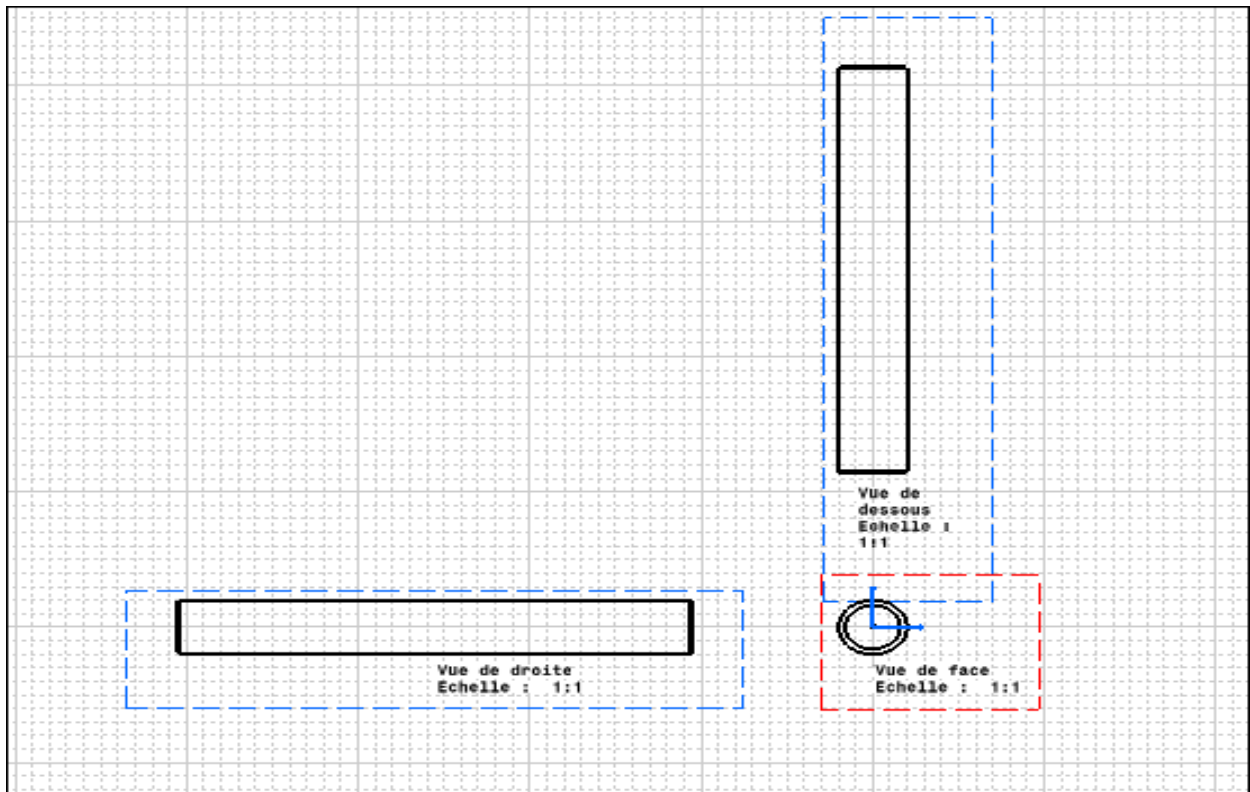 Vue de
dessous
Echelle :
1:1
Vue de droite
Echelle :  1:1
Vue de face
Echelle :  1:1